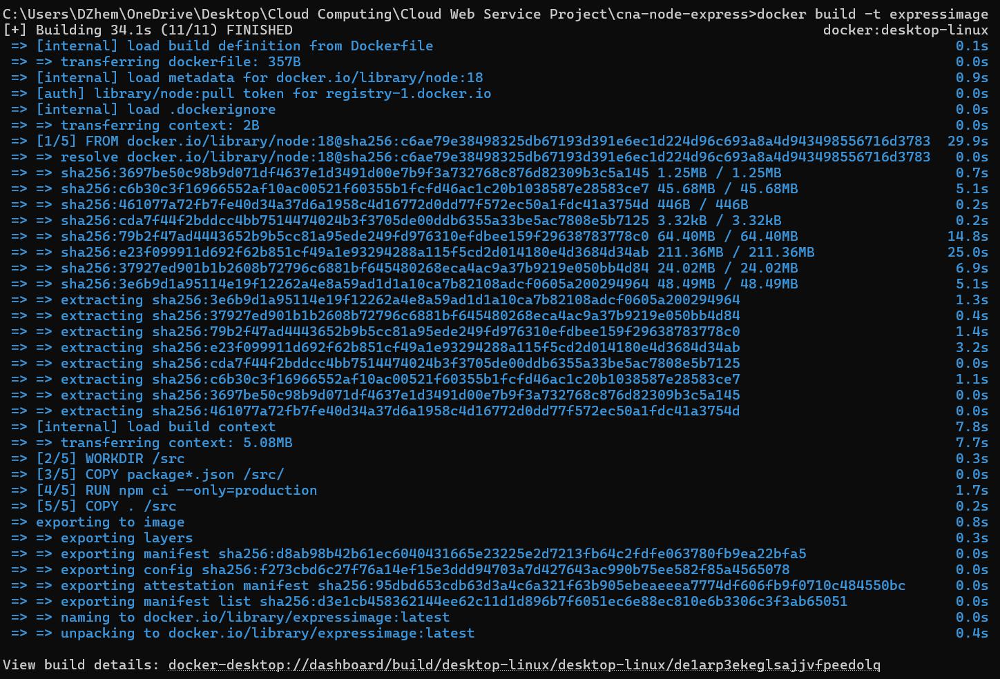 C:\Users\DZhem\OneDrive\Desktop\Cloud Computing\Cloud Web Service Project\cna-node-express>docker build -t expressimage
[+] Building 34.1s (11/11) FINISHED docker:desktop-linux
=> [internal] load build definition from Dockerfile 0.1s
=> => transferring dockerfile: 357B 0.0s
=> [internal] load metadata for docker.io/library/node:18 0.9s
=> [auth] library/node:pull token for registry-1.docker.io 0.0s
=> [internal] load .dockerignore 0.0s
=> => transferring context: 2B 0.0s
=> [1/5] FROM docker.io/library/node:18@sha256:c6ae79e38498325db67193d391e6ec1d224d96c693a8a4d943498556716d3783 29.9s
=> => resolve docker.io/library/node:18@sha256:c6ae79e38498325db67193d391e6ec1d224d96c693a8a4d943498556716d3783 0.0s
=> => sha256:3697be50c98b9d071df4637e1d3491d00e7b9f3a732768c876d82309b3c5a145 1.25MB / 1.25MB 0.7s
=> => sha256:c6b30c3f16966552af10ac00521f60355b1fcfd46ac1c20b1038587e28583ce7 45.68MB / 45.68MB 5.1s
=> => sha256:461077a72fb7fe40d34a37d6a1958c4d16772d0dd77f572ec50a1fdc41a3754d 446B / 446B 0.2s
=> => sha256:cda7f44f2bddcc4bb7514474024b3f3705de00ddb6355a33be5ac7808e5b7125 3.32kB / 3.32kB 0.2s
=> => sha256:79b2f47ad4443652b9b5cc81a95ede249fd976310efdbee159f29638783778c0 64.40MB / 64.40MB 14.8s
=> => sha256:e23f099911d692f62b851cf49a1e93294288a115f5cd2d014180e4d3684d34ab 211.36MB / 211.36MB 25.0s
=> => sha256:37927ed901b1b2608b72796c6881bf645480268eca4ac9a37b9219e050bb4d84 24.02MB / 24.02MB 6.9s
=> => sha256:3e6b9d1a95114e19f12262a4e8a59ad1d1a10ca7b82108adcf0605a200294964 48.49MB / 48.49MB 5.1s
=> => extracting sha256:3e6b9d1a95114e19f12262a4e8a59ad1d1a10ca7b82108adcf0605a200294964 1.3s
=> => extracting sha256:37927ed901b1b2608b72796c6881bf645480268eca4ac9a37b9219e050bb4d84 0.4s
=> => extracting sha256:79b2f47ad4443652b9b5cc81a95ede249fd976310efdbee159f29638783778c0 1.4s
=> => extracting sha256:e23f099911d692f62b851cf49a1e93294288a115f5cd2d014180e4d3684d34ab 3.2s
=> => extracting sha256:cda7f44f2bddcc4bb7514474024b3f3705de00ddb6355a33be5ac7808e5b7125 0.0s
=> => extracting sha256:c6b30c3f16966552af10ac00521f60355b1fcfd46ac1c20b1038587e28583ce7 1.1s
=> => extracting sha256:3697be50c98b9d071df4637e1d3491d00e7b9f3a732768c876d82309b3c5a145 0.0s
=> => extracting sha256:461077a72fb7fe40d34a37d6a1958c4d16772d0dd77f572ec50a1fdc41a3754d 0.0s
=> [internal] load build context 7.8s
=> => transferring context: 5.08MB 7.7s
=> [2/5] WORKDIR /src 0.3s
=> [3/5] COPY package*.json /src/ 0.0s
=> [4/5] RUN npm ci --only=production 1.7s
=> [5/5] COPY . /src 0.2s
=> exporting to image 0.8s
=> => exporting layers 0.3s
=> => exporting manifest sha256:d8ab98b42b61ec6040431665e23225e2d7213fb64c2fdfe063780fb9ea22bfa5 0.0s
=> => exporting config sha256:f273cbd6c27f76a14ef15e3ddd94703a7d427643ac990b75ee582f85a4565078 0.0s
=> => exporting attestation manifest sha256:95dbd653cdb63d3a4c6a321f63b905ebeaeeea7774df606fb9f0710c484550bc 0.0s
=> => exporting manifest list sha256:d3e1cb458362144ee62c11d1d896b7f6051ec6e88ec810e6b3306c3f3ab65051 0.0s
=> => naming to docker.io/library/expressimage:latest 0.0s
=> => unpacking to docker.io/library/expressimage:latest 0.4s
View build details: docker-desktop://dashboard/build/desktop-linux/desktop-linux/de1arp3ekeglsajjvfpeedolq